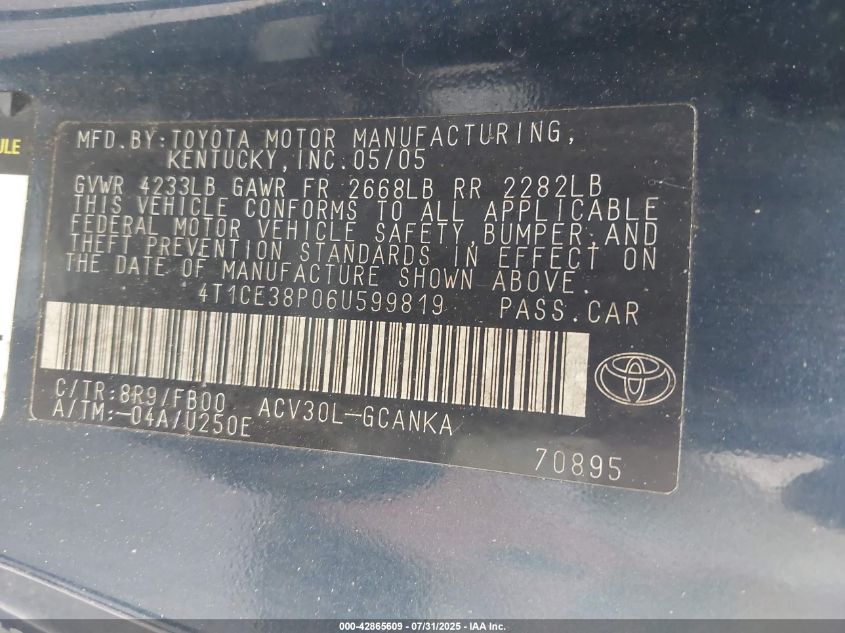 ULE
MFD.BY:TOYOTA MOTOR MANUFACTURING,
KENTUCKY,INC.05/05
GVWR 4233LB GAWR FR 2668LB RR 2282LB
THIS VEHICLE CONFORMS TO ALL APPLICABLE
FEDERAL MOTOR VEHICLE SAFETY,BUMPER,AND
THEFT PREVENTION STANDARDS IN EFFECT ON
THE DATE OF MANUFACTURE SHOWN ABOVE.
4T1CE38P06U599819 PASS.CAR
C/TR:8R9/FB00 ACV30L-GCANKA
A/TM:-04A/U250E
70895
000-42865609 - 07/31/2025 - IAA Inc.